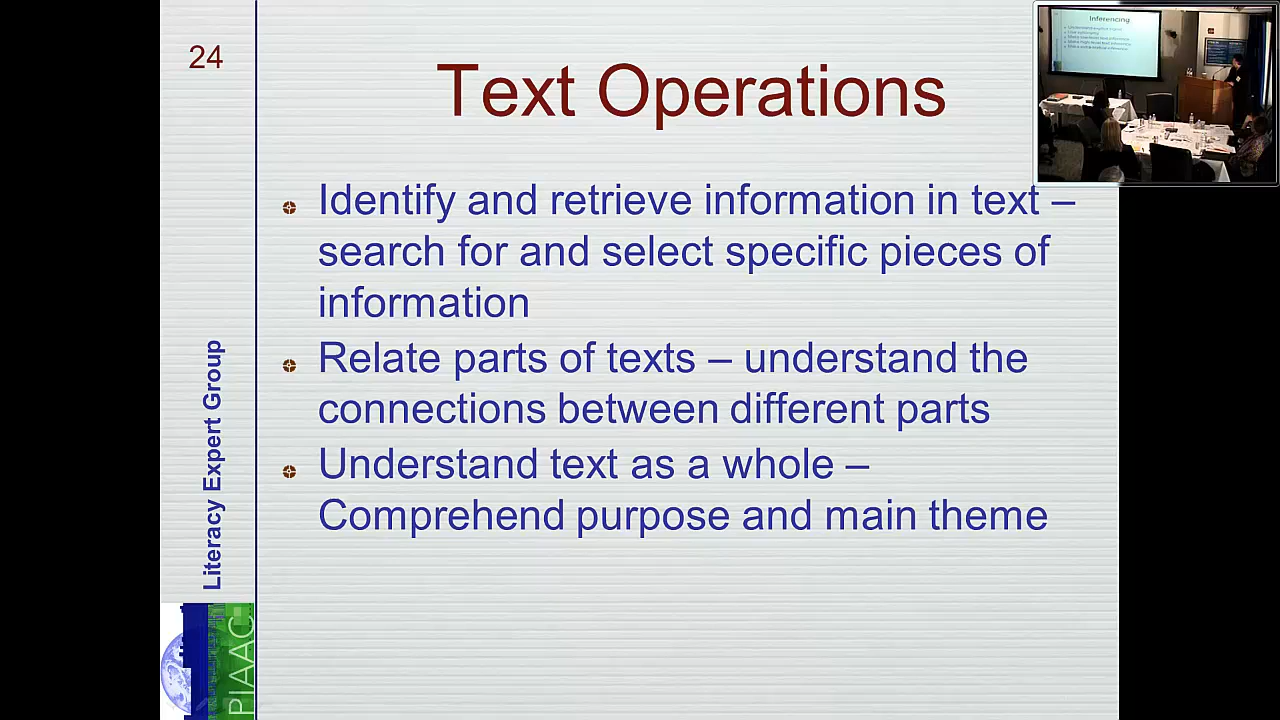 24
Text Operations
Identify and retrieve information in text –
search for and select specific pieces of
information
Relate parts of texts – understand the
connections between different parts
Understand text as a whole –
Comprehend purpose and main theme
Literacy Expert Group
PIAAC
Inferencing